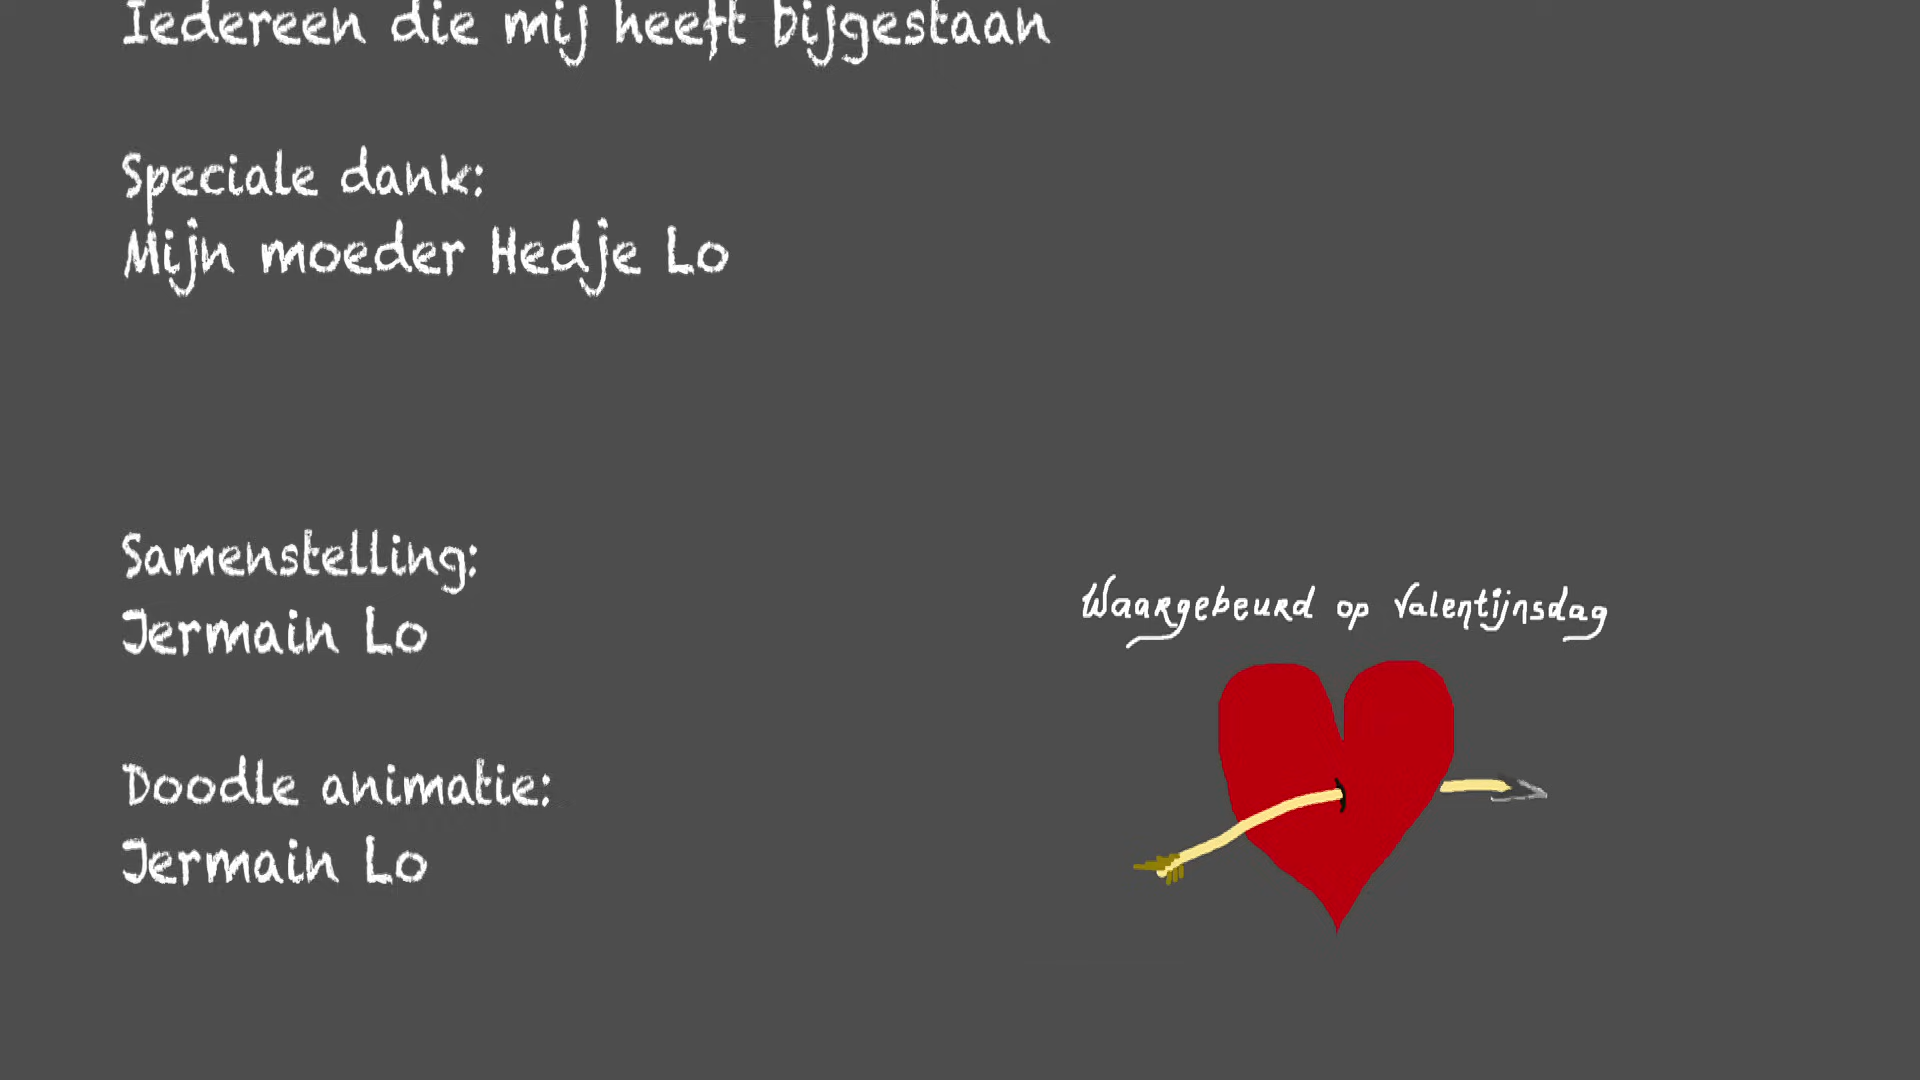 Iedereen die mij heeft bijgestaan
Speciale dank:
Mijn moeder Hedje Lo
Samenstelling:
Jermain Lo
Doodle animatie:
Jermain Lo
Waargebeurd op Valentijnsdag